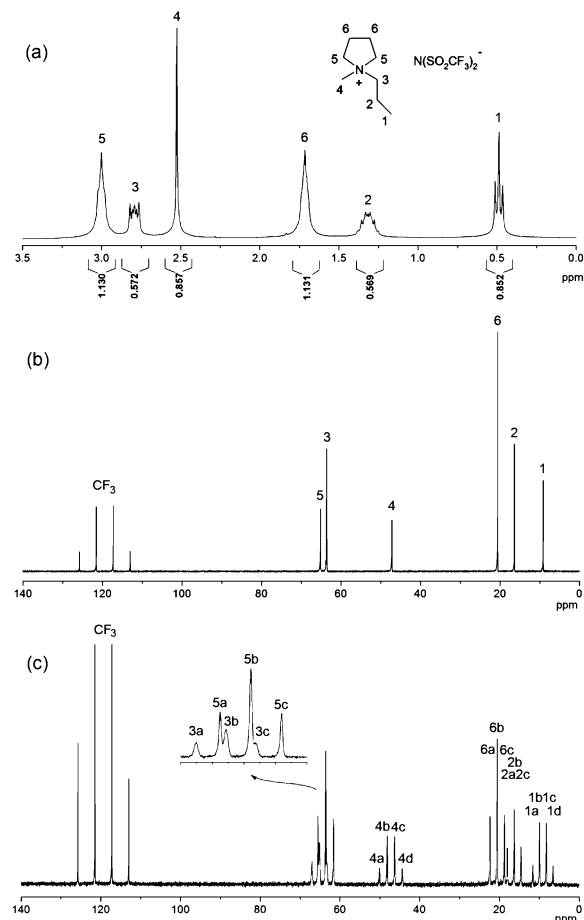 (a)
4
6 6
5 5
N
+
4 3
2
1
N(SO2CF3)2-
5
3
6
2
1
3.5 3.0 2.5 2.0 1.5 1.0 0.5 0.0
ppm
1.130 0.572 0.857 1.131 0.569 0.852
(b)
6
3
2
1
5
4
CF3
140 120 100 80 60 40 20 0
ppm
(c)
CF3
5b
5a
5c
3b
3a
3c
6b
6a 6c
2b
2a2c
4b 4c
4a 4d
1b1c
1a 1d
140 120 100 80 60 40 20 0
ppm